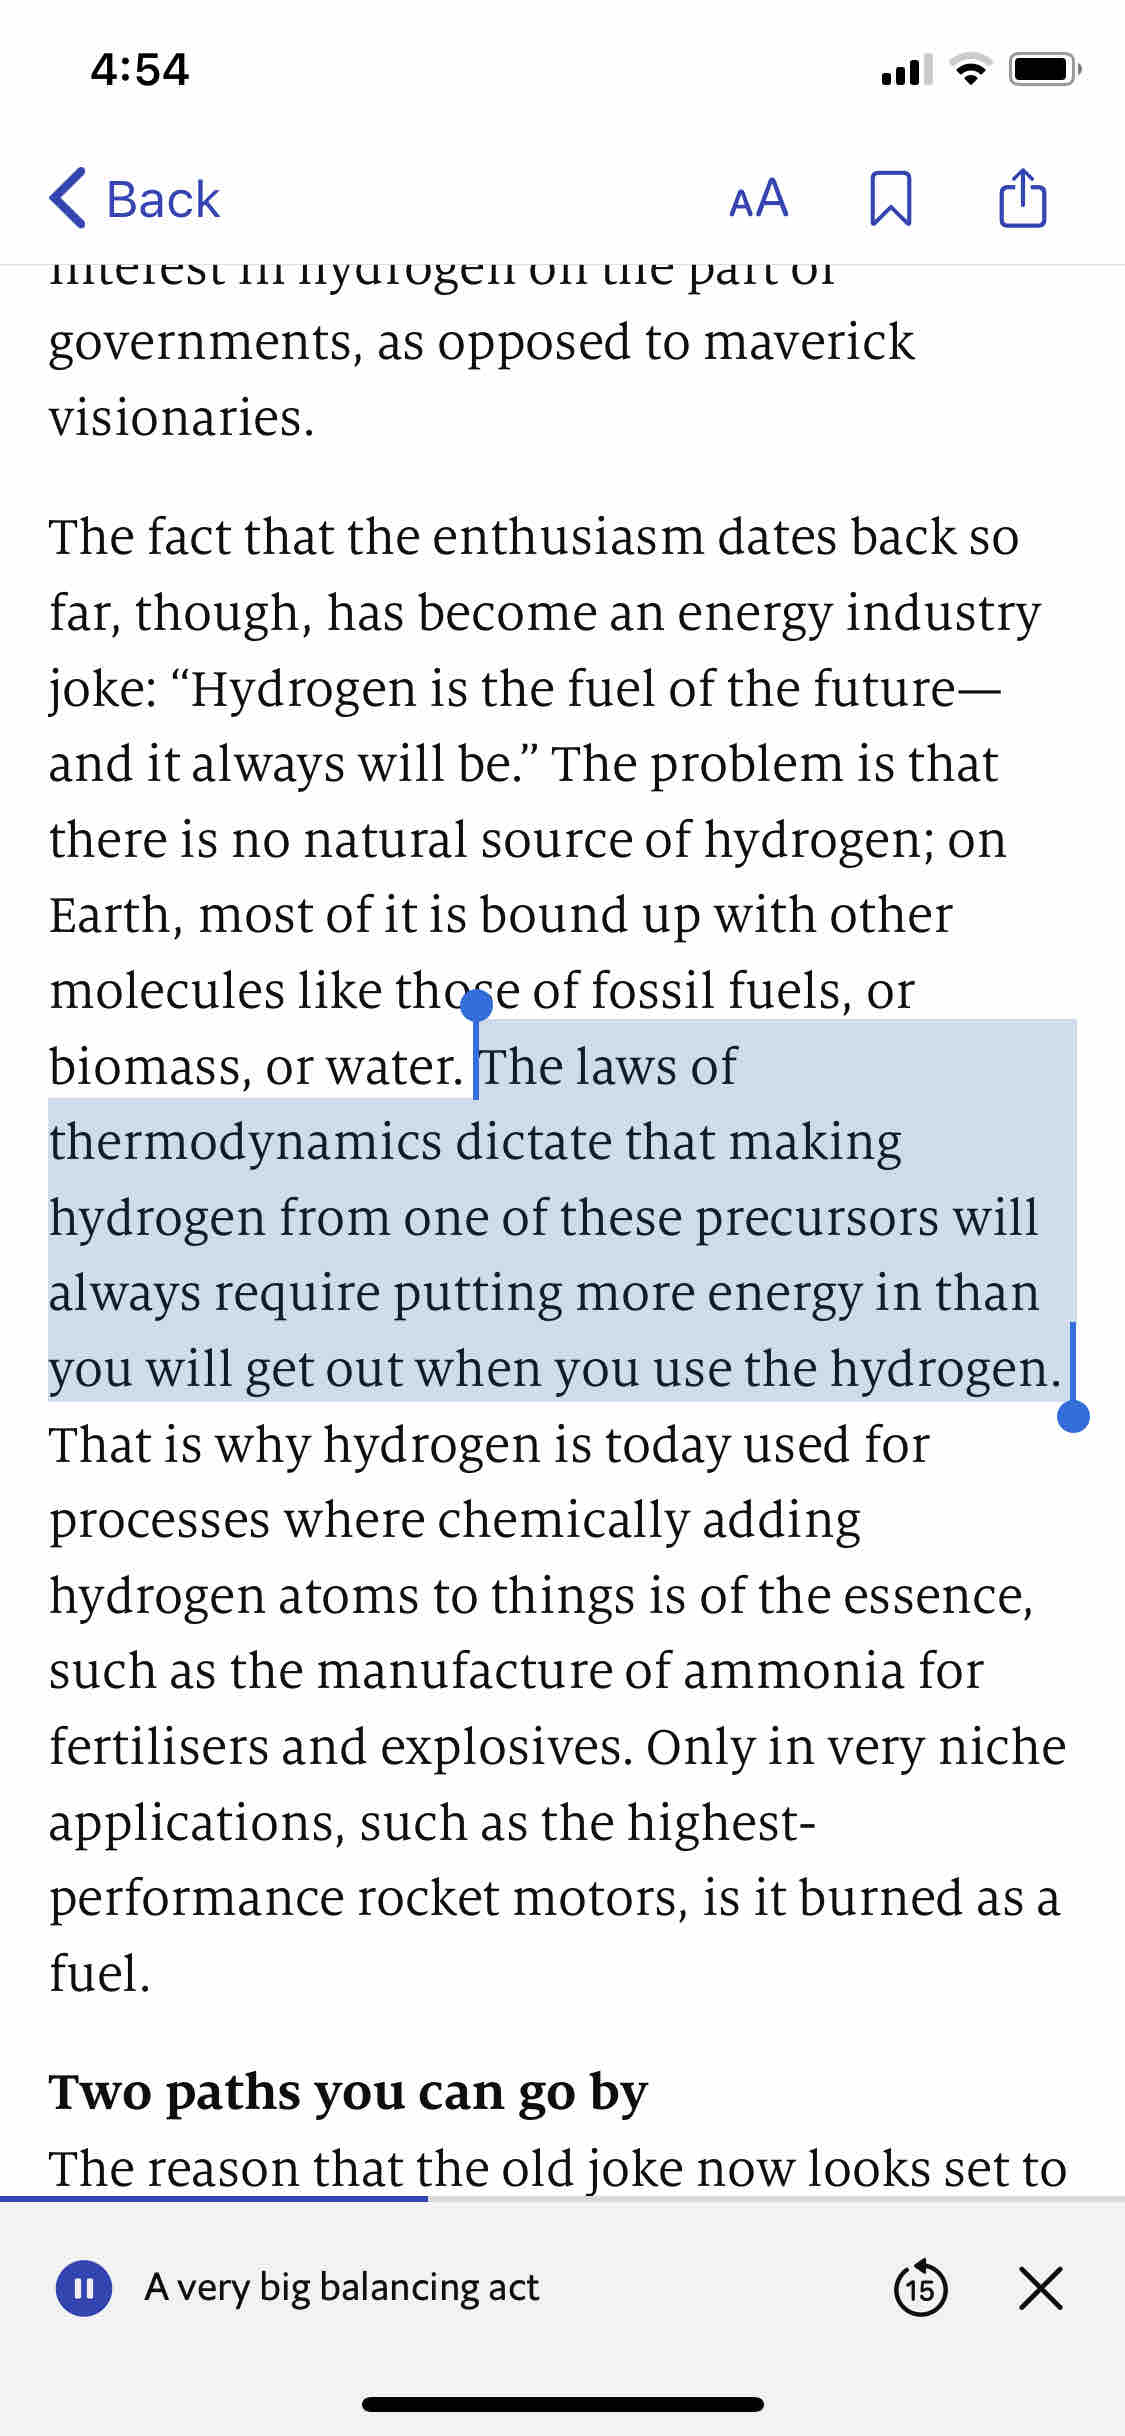 4:54
Back
AA
interest in hydrogen on the part of
governments, as opposed to maverick
visionaries.
The fact that the enthusiasm dates back so
far, though, has become an energy industry
joke: “Hydrogen is the fuel of the future—
and it always will be.” The problem is that
there is no natural source of hydrogen; on
Earth, most of it is bound up with other
molecules like those of fossil fuels, or
biomass, or water. The laws of
thermodynamics dictate that making
hydrogen from one of these precursors will
always require putting more energy in than
you will get out when you use the hydrogen.
That is why hydrogen is today used for
processes where chemically adding
hydrogen atoms to things is of the essence,
such as the manufacture of ammonia for
fertilisers and explosives. Only in very niche
applications, such as the highest-
performance rocket motors, is it burned as a
fuel.
Two paths you can go by
The reason that the old joke now looks set to
A very big balancing act
15